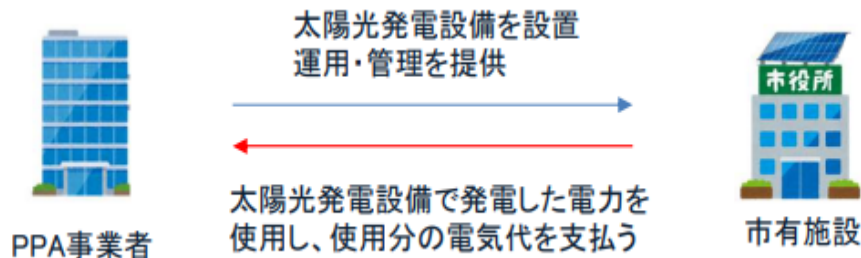 太陽光発電設備を設置
運用・管理を提供
市役所
太陽光発電設備で発電した電力を
使用し、使用分の電気代を支払う
PPA事業者
市有施設